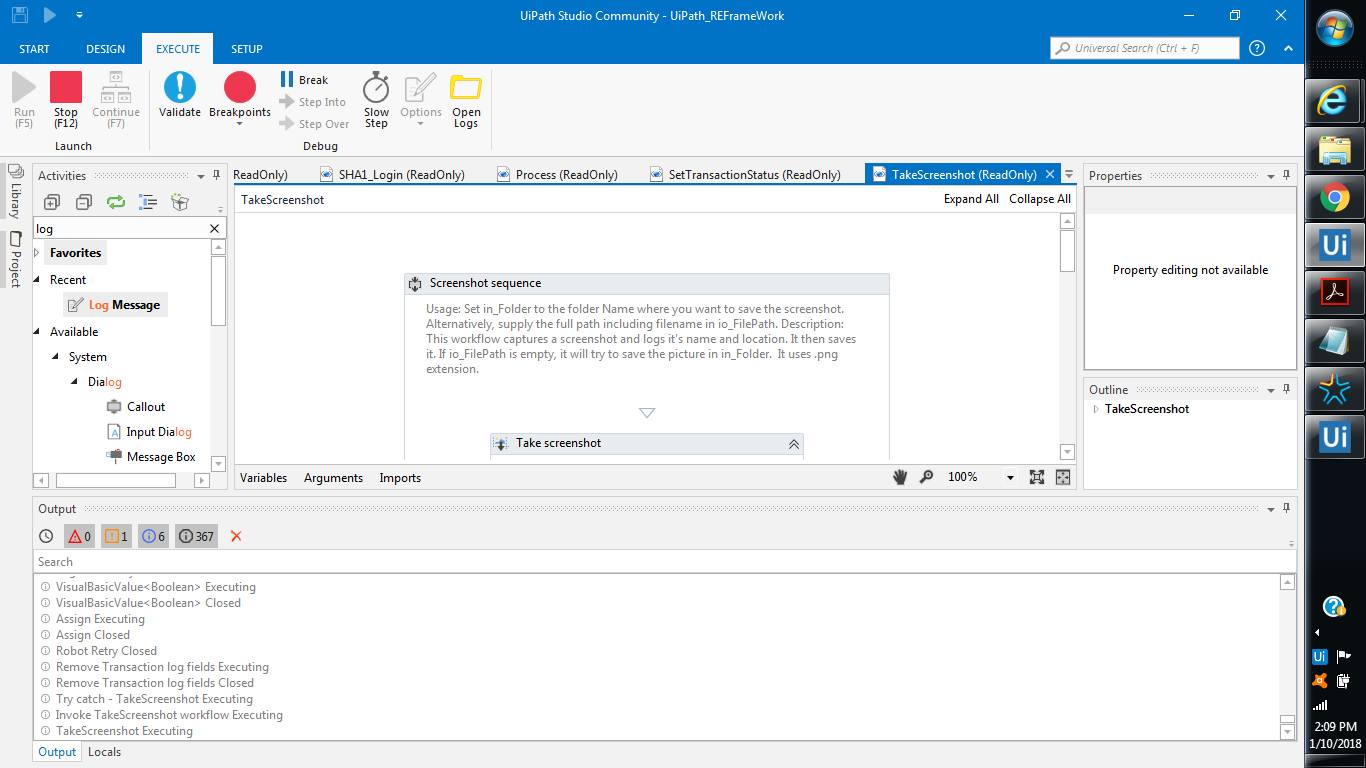 UiPath Studio Community - UiPath_REFrameWork
START DESIGN EXECUTE SETUP
Universal Search (Ctrl + F)
Run (F5)
Stop (F12)
Continue (F7)
Launch
Validate
Breakpoints
Break
Step Into
Step Over
Slow Step
Options
Open Logs
Debug
Library
Project
Activities
log
Favorites
Recent
Log Message
Available
System
Dialog
Callout
Input Dialog
Message Box
ReadOnly) SHA1_Login (ReadOnly) Process (ReadOnly) SetTransactionStatus (ReadOnly) TakeScreenshot (ReadOnly)
TakeScreenshot Expand All Collapse All
Screenshot sequence
Usage: Set in_Folder to the folder Name where you want to save the screenshot.
Alternatively, supply the full path including filename in io_FilePath. Description:
This workflow captures a screenshot and logs it's name and location. It then saves
it. If io_FilePath is empty, it will try to save the picture in in_Folder. It uses .png
extension.
Take screenshot
Variables Arguments Imports 100%
Properties
Property editing not available
Outline
TakeScreenshot
Output
0 1 6 367
Search
VisualBasicValue<Boolean> Executing
VisualBasicValue<Boolean> Closed
Assign Executing
Assign Closed
Robot Retry Closed
Remove Transaction log fields Executing
Remove Transaction log fields Closed
Try catch - TakeScreenshot Executing
Invoke TakeScreenshot workflow Executing
TakeScreenshot Executing
Output Locals
Ui
Ui
Ui
2:09 PM
1/10/2018